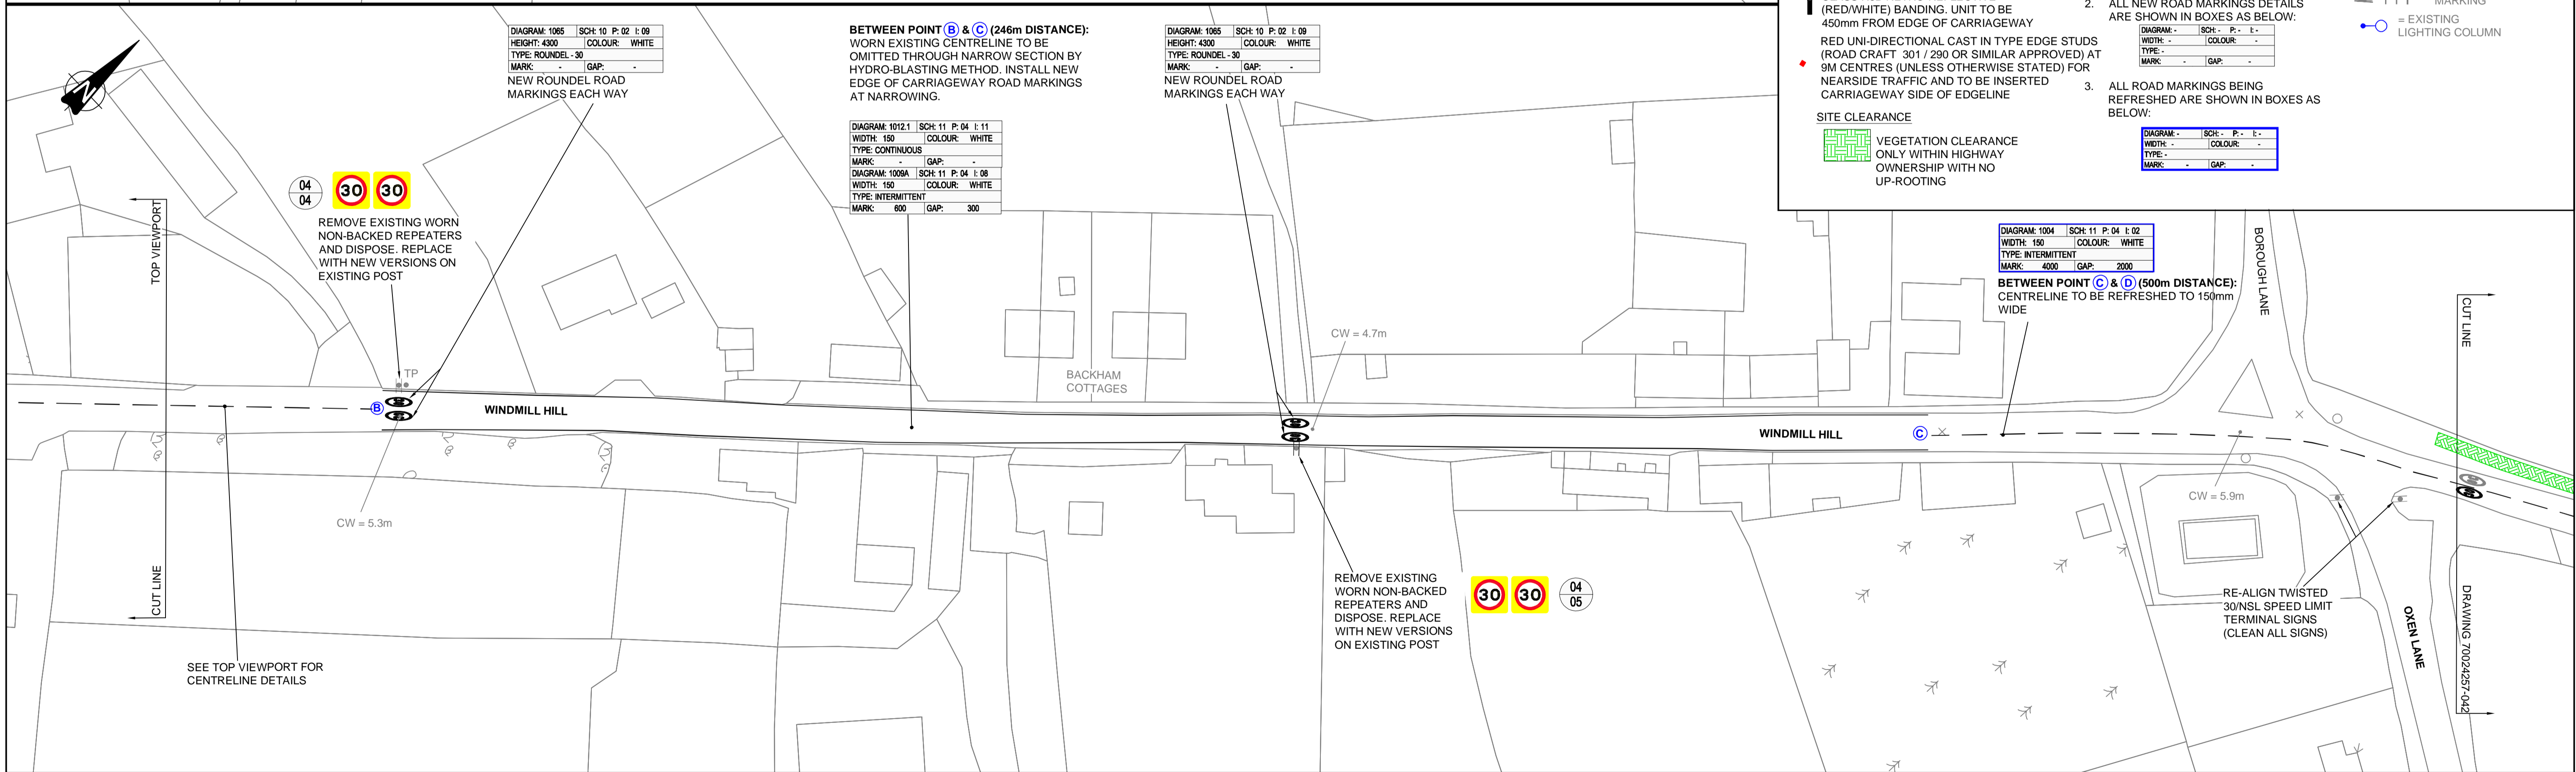 DIAGRAM: 1065 SCH: 10 P: 02 I: 09
HEIGHT: 4300 COLOUR: WHITE
TYPE: ROUNDEL - 30
MARK: - GAP: -
NEW ROUNDEL ROAD
MARKINGS EACH WAY
BETWEEN POINT B & C (246m DISTANCE):
WORN EXISTING CENTRELINE TO BE
OMITTED THROUGH NARROW SECTION BY
HYDRO-BLASTING METHOD. INSTALL NEW
EDGE OF CARRIAGEWAY ROAD MARKINGS
AT NARROWING.
DIAGRAM: 1012.1 SCH: 11 P: 04 I: 11
WIDTH: 150 COLOUR: WHITE
TYPE: CONTINUOUS
MARK: - GAP: -
DIAGRAM: 1009A SCH: 11 P: 04 I: 08
WIDTH: 150 COLOUR: WHITE
TYPE: INTERMITTENT
MARK: 600 GAP: 300
DIAGRAM: 1065 SCH: 10 P: 02 I: 09
HEIGHT: 4300 COLOUR: WHITE
TYPE: ROUNDEL - 30
MARK: - GAP: -
NEW ROUNDEL ROAD
MARKINGS EACH WAY
(RED/WHITE) BANDING. UNIT TO BE
450mm FROM EDGE OF CARRIAGEWAY
RED UNI-DIRECTIONAL CAST IN TYPE EDGE STUDS
(ROAD CRAFT 301 / 290 OR SIMILAR APPROVED) AT
9M CENTRES (UNLESS OTHERWISE STATED) FOR
NEARSIDE TRAFFIC AND TO BE INSERTED
CARRIAGEWAY SIDE OF EDGELINE
SITE CLEARANCE
VEGETATION CLEARANCE
ONLY WITHIN HIGHWAY
OWNERSHIP WITH NO
UP-ROOTING
2. ALL NEW ROAD MARKINGS DETAILS
ARE SHOWN IN BOXES AS BELOW:
DIAGRAM: - SCH: - P: - I: -
WIDTH: - COLOUR: -
TYPE: -
MARK: - GAP: -
3. ALL ROAD MARKINGS BEING
REFRESHED ARE SHOWN IN BOXES AS
BELOW:
DIAGRAM: - SCH: - P: - I: -
WIDTH: - COLOUR: -
TYPE: -
MARK: - GAP: -
MARKING
= EXISTING
LIGHTING COLUMN
N
04
04
30 30
REMOVE EXISTING WORN
NON-BACKED REPEATERS
AND DISPOSE. REPLACE
WITH NEW VERSIONS ON
EXISTING POST
TOP VIEWPORT
CUT LINE
TP
B
WINDMILL HILL
CW = 5.3m
SEE TOP VIEWPORT FOR
CENTRELINE DETAILS
BACKHAM
COTTAGES
CW = 4.7m
REMOVE EXISTING
WORN NON-BACKED
REPEATERS AND
DISPOSE. REPLACE
WITH NEW VERSIONS
ON EXISTING POST
30 30
04
05
WINDMILL HILL
C
DIAGRAM: 1004 SCH: 11 P: 04 I: 02
WIDTH: 150 COLOUR: WHITE
TYPE: INTERMITTENT
MARK: 4000 GAP: 2000
BETWEEN POINT C & D (500m DISTANCE):
CENTRELINE TO BE REFRESHED TO 150mm
WIDE
BOROUGH LANE
CW = 5.9m
RE-ALIGN TWISTED
30/NSL SPEED LIMIT
TERMINAL SIGNS
(CLEAN ALL SIGNS)
OXEN LANE
CUT LINE
DRAWING 70024257-042